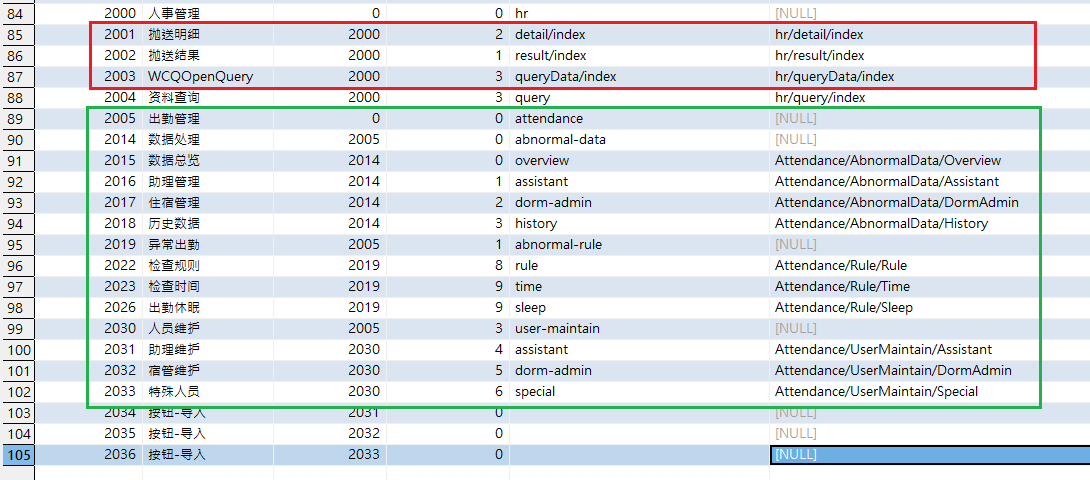 84 2000 人事管理 0 0 hr [NULL]
85 2001 抛送明细 2000 2 detail/index hr/detail/index
86 2002 抛送结果 2000 1 result/index hr/result/index
87 2003 WCQOpenQuery 2000 3 queryData/index hr/queryData/index
88 2004 资料查询 2000 3 query hr/query/index
89 2005 出勤管理 0 0 attendance [NULL]
90 2014 数据处理 2005 0 abnormal-data [NULL]
91 2015 数据总览 2014 0 overview Attendance/AbnormalData/Overview
92 2016 助理管理 2014 1 assistant Attendance/AbnormalData/Assistant
93 2017 住宿管理 2014 2 dorm-admin Attendance/AbnormalData/DormAdmin
94 2018 历史数据 2014 3 history Attendance/AbnormalData/History
95 2019 异常出勤 2005 1 abnormal-rule [NULL]
96 2022 检查规则 2019 8 rule Attendance/Rule/Rule
97 2023 检查时间 2019 9 time Attendance/Rule/Time
98 2026 出勤休眠 2019 9 sleep Attendance/Rule/Sleep
99 2030 人员维护 2005 3 user-maintain [NULL]
100 2031 助理维护 2030 4 assistant Attendance/UserMaintain/Assistant
101 2032 宿管维护 2030 5 dorm-admin Attendance/UserMaintain/DormAdmin
102 2033 特殊人员 2030 6 special Attendance/UserMaintain/Special
103 2034 按钮-导入 2031 0 [NULL]
104 2035 按钮-导入 2032 0 [NULL]
105 2036 按钮-导入 2033 0 [NULL]